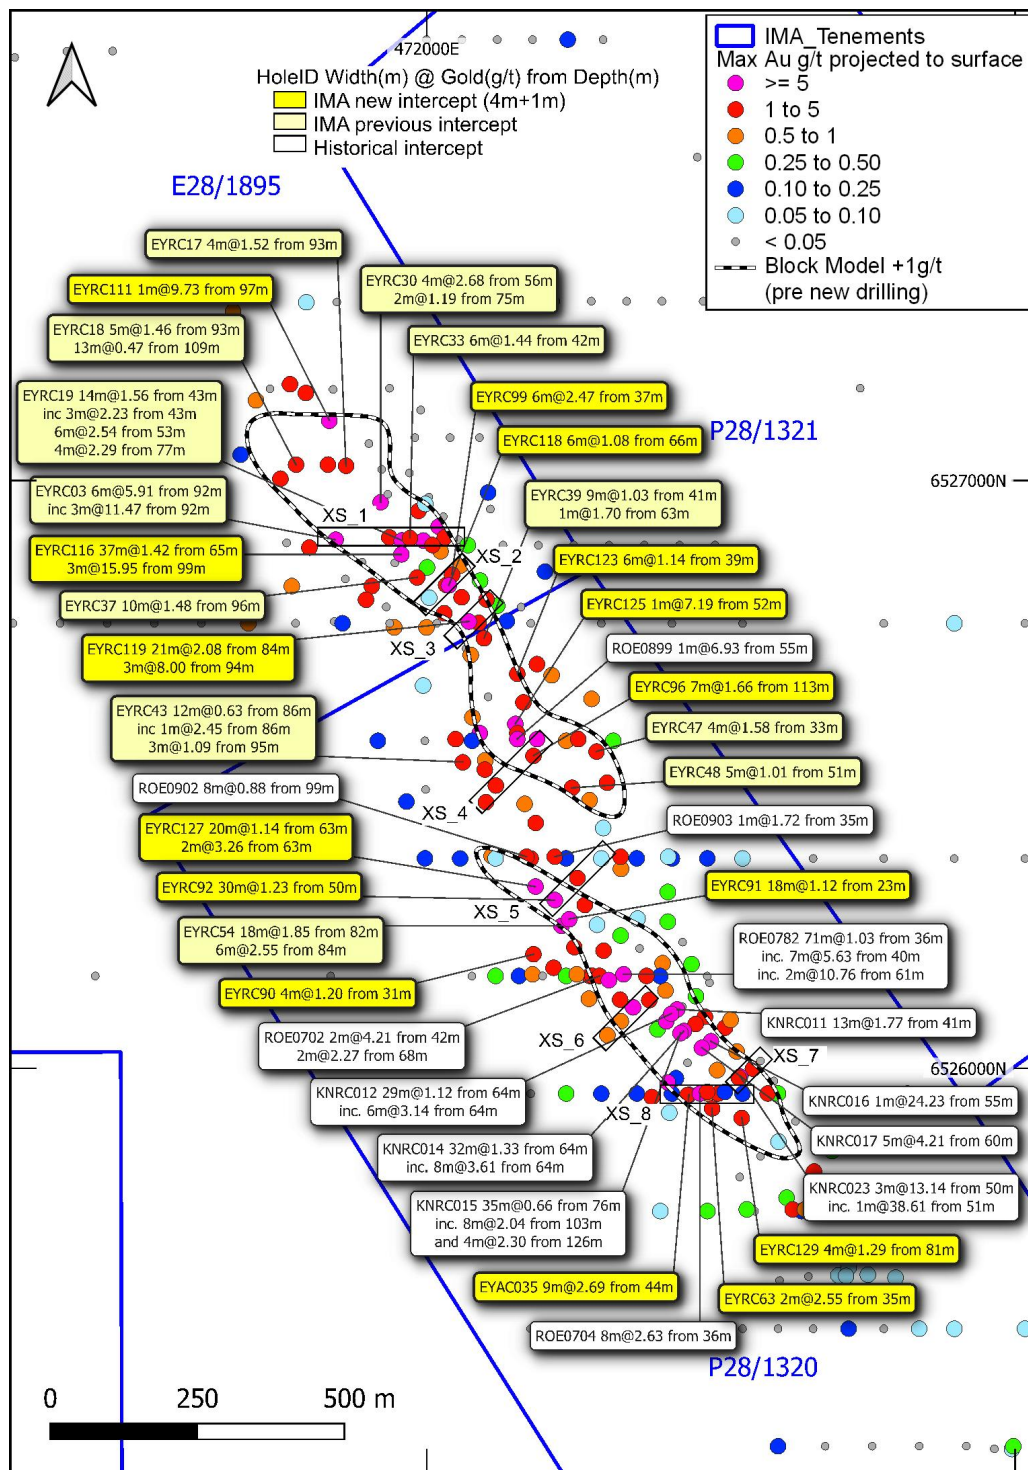 472000E
HoleID Width(m) @ Gold(g/t) from Depth(m)
IMA new intercept (4m+1m)
IMA previous intercept
Historical intercept
IMA_Tenements
Max Au g/t projected to surface
>= 5
1 to 5
0.5 to 1
0.25 to 0.50
0.10 to 0.25
0.05 to 0.10
< 0.05
Block Model +1g/t
(pre new drilling)
E28/1895
EYRC17 4m@1.52 from 93m
EYRC111 1m@9.73 from 97m
EYRC30 4m@2.68 from 56m
2m@1.19 from 75m
EYRC18 5m@1.46 from 93m
13m@0.47 from 109m
EYRC33 6m@1.44 from 42m
EYRC19 14m@1.56 from 43m
inc 3m@2.23 from 43m
6m@2.54 from 53m
4m@2.29 from 77m
EYRC99 6m@2.47 from 37m
EYRC118 6m@1.08 from 66m
P28/1321
6527000N
EYRC03 6m@5.91 from 92m
inc 3m@11.47 from 92m
XS_1
EYRC39 9m@1.03 from 41m
1m@1.70 from 63m
EYRC116 37m@1.42 from 65m
3m@15.95 from 99m
XS_2
EYRC123 6m@1.14 from 39m
EYRC37 10m@1.48 from 96m
EYRC125 1m@7.19 from 52m
EYRC119 21m@2.08 from 84m
3m@8.00 from 94m
XS_3
ROE0899 1m@6.93 from 55m
EYRC96 7m@1.66 from 113m
EYRC43 12m@0.63 from 86m
inc 1m@2.45 from 86m
3m@1.09 from 95m
EYRC47 4m@1.58 from 33m
EYRC48 5m@1.01 from 51m
ROE0902 8m@0.88 from 99m
XS_4
ROE0903 1m@1.72 from 35m
EYRC127 20m@1.14 from 63m
2m@3.26 from 63m
EYRC92 30m@1.23 from 50m
EYRC91 18m@1.12 from 23m
XS_5
EYRC54 18m@1.85 from 82m
6m@2.55 from 84m
ROE0782 71m@1.03 from 36m
inc. 7m@5.63 from 40m
inc. 2m@10.76 from 61m
EYRC90 4m@1.20 from 31m
ROE0702 2m@4.21 from 42m
2m@2.27 from 68m
XS_6
KNRC011 13m@1.77 from 41m
XS_7
6526000N
KNRC012 29m@1.12 from 64m
inc. 6m@3.14 from 64m
XS_8
KNRC016 1m@24.23 from 55m
KNRC014 32m@1.33 from 64m
inc. 8m@3.61 from 64m
KNRC017 5m@4.21 from 60m
KNRC015 35m@0.66 from 76m
inc. 8m@2.04 from 103m
and 4m@2.30 from 126m
KNRC023 3m@13.14 from 50m
inc. 1m@38.61 from 51m
EYRC129 4m@1.29 from 81m
EYAC035 9m@2.69 from 44m
EYRC63 2m@2.55 from 35m
ROE0704 8m@2.63 from 36m
P28/1320
0 250 500 m